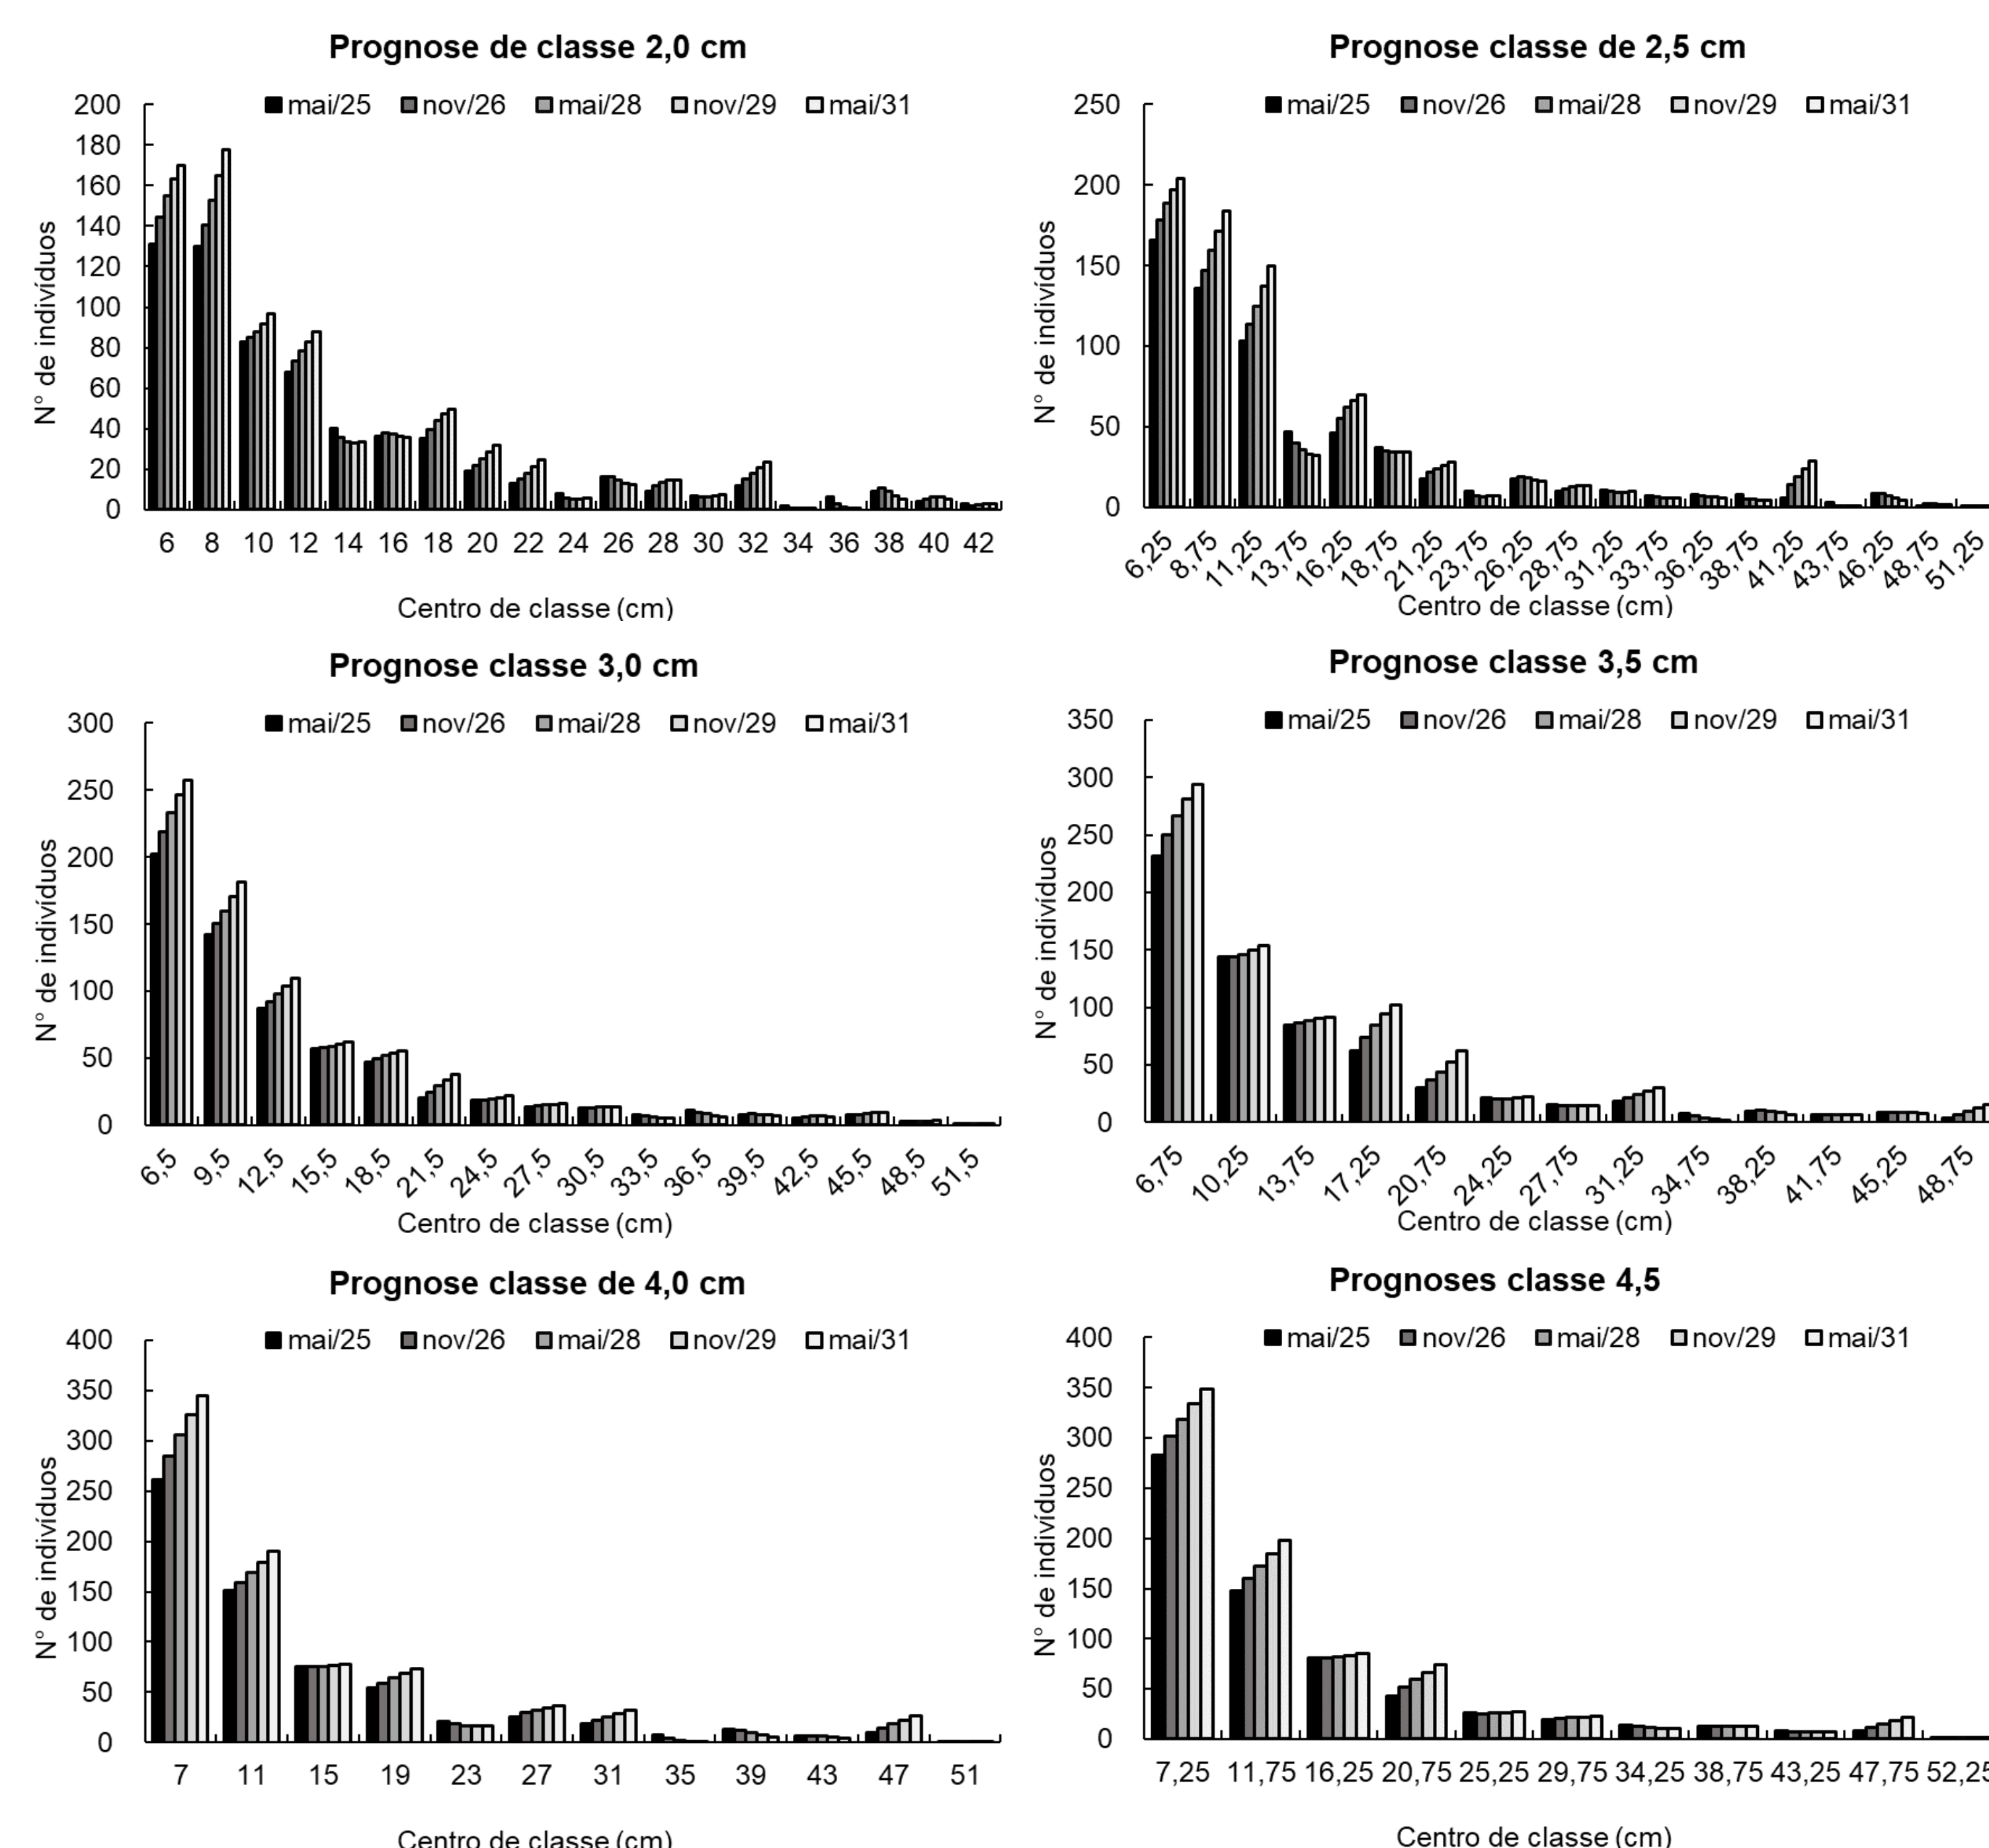 Prognose de classe 2,0 cm
mai/25 nov/26 mai/28 nov/29 mai/31
N° de indivíduos
200
180
160
140
120
100
80
60
40
20
0
6 8 10 12 14 16 18 20 22 24 26 28 30 32 34 36 38 40 42
Centro de classe (cm)
Prognose classe de 2,5 cm
mai/25 nov/26 mai/28 nov/29 mai/31
N° de indivíduos
250
200
150
100
50
0
6,25 8,75 11,25 13,75 16,25 18,75 21,25 23,75 26,25 28,75 31,25 33,75 36,25 38,75 41,25 43,75 46,25 48,75 51,25
Centro de classe (cm)
Prognose classe 3,0 cm
mai/25 nov/26 mai/28 nov/29 mai/31
N° de indivíduos
300
250
200
150
100
50
0
6,5 9,5 12,5 15,5 18,5 21,5 24,5 27,5 30,5 33,5 36,5 39,5 42,5 45,5 48,5 51,5
Centro de classe (cm)
Prognose classe 3,5 cm
mai/25 nov/26 mai/28 nov/29 mai/31
N° de indivíduos
350
300
250
200
150
100
50
0
6,75 10,25 13,75 17,25 20,75 24,25 27,75 31,25 34,75 38,25 41,75 45,25 48,75
Centro de classe (cm)
Prognose classe de 4,0 cm
mai/25 nov/26 mai/28 nov/29 mai/31
N° de indivíduos
400
350
300
250
200
150
100
50
0
7 11 15 19 23 27 31 35 39 43 47 51
Centro de classe (cm)
Prognoses classe 4,5
mai/25 nov/26 mai/28 nov/29 mai/31
N° de indivíduos
400
350
300
250
200
150
100
50
0
7,25 11,75 16,25 20,75 25,25 29,75 34,25 38,75 43,25 47,75 52,25
Centro de classe (cm)